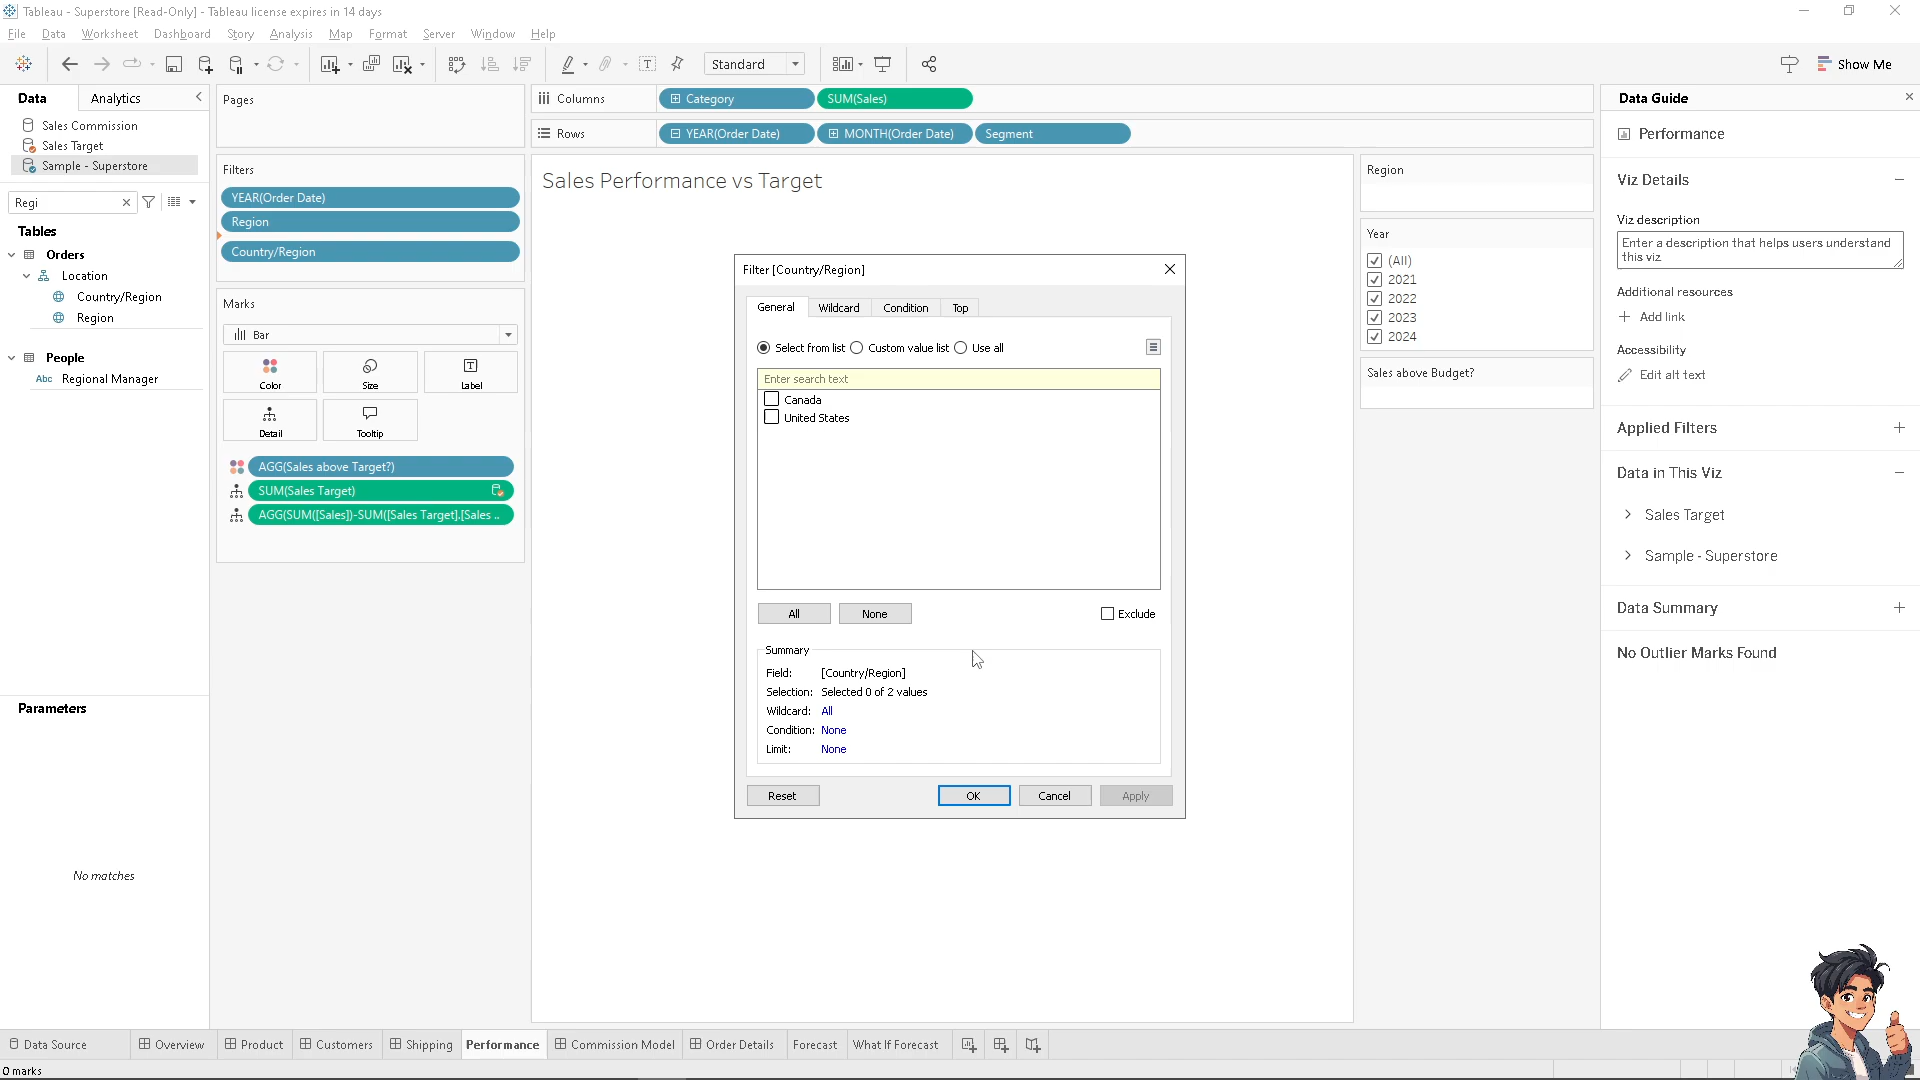 Tableau - Superstore [Read-Only] - Tableau license expires in 14 days
File Data Worksheet Dashboard Story Analysis Map Format Server Window Help
Standard
Show Me
Data Analytics
Sales Commission
Sales Target
Sample - Superstore
Regi
Tables
Orders
Location
Country/Region
Region
People
Abc Regional Manager
Parameters
No matches
Pages
Filters
YEAR(Order Date)
Region
Country/Region
Marks
Bar
Color Size Label
Detail Tooltip
AGG(Sales above Target?)
SUM(Sales Target)
AGG(SUM([Sales])-SUM([Sales Target].[Sales ..
Columns Category SUM(Sales)
Rows YEAR(Order Date) MONTH(Order Date) Segment
Sales Performance vs Target
Filter [Country/Region]
General Wildcard Condition Top
Select from list Custom value list Use all
Enter search text
Canada
United States
All None Exclude
Summary
Field: [Country/Region]
Selection: Selected 0 of 2 values
Wildcard: All
Condition: None
Limit: None
Reset OK Cancel Apply
Region
Year
(All)
2021
2022
2023
2024
Sales above Budget?
Data Guide
Performance
Viz Details
Viz description
Enter a description that helps users understand
this viz
Additional resources
Add link
Accessibility
Edit alt text
Applied Filters
Data in This Viz
Sales Target
Sample - Superstore
Data Summary
No Outlier Marks Found
Data Source Overview Product Customers Shipping Performance Commission Model Order Details Forecast What If Forecast
0 marks